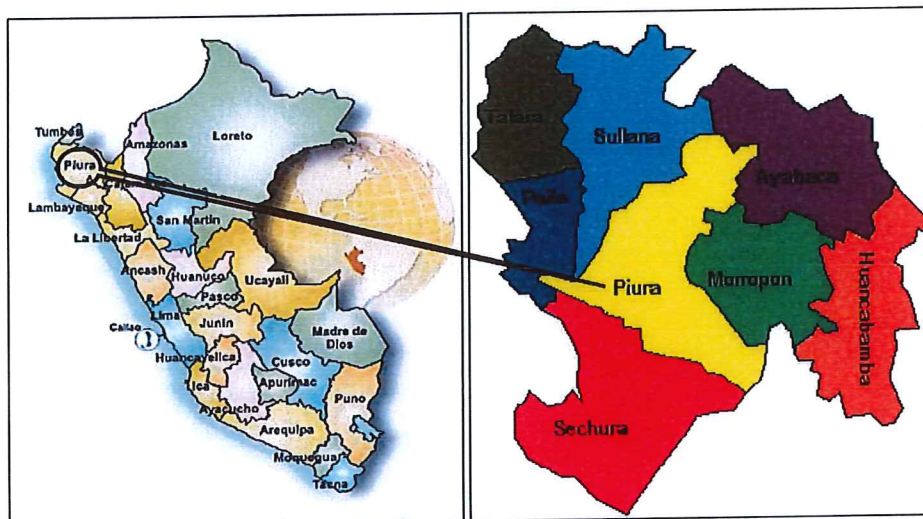 Tumbes
Amazonas
Loreto
Piura
Lambayeque
San Martin
La Libertad
Ancash
Huanuco
Ucayali
Pasco
Lima
Junin
Callao
Madre de
Dios
Huancavelica
Cusco
Ica
Apurimac
Ayacucho
Puno
Arequipa
Moquegua
Tacna
Talara
Sullana
Ayabaca
Paita
Piura
Morropon
Huancabamba
Sechura